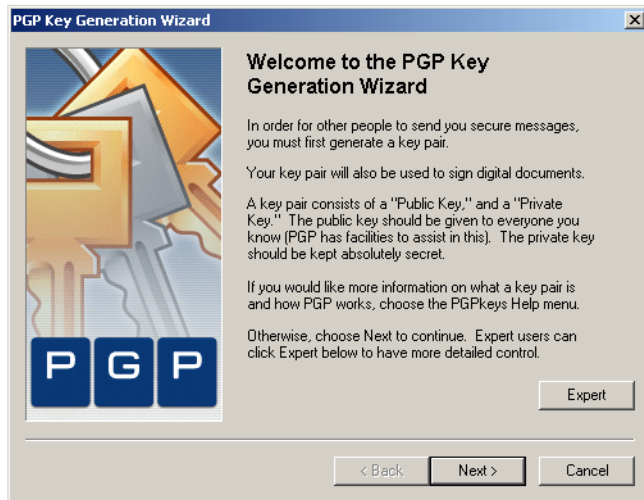 PGP Key Generation Wizard
Welcome to the PGP Key
Generation Wizard
In order for other people to send you secure messages,
you must first generate a key pair.
Your key pair will also be used to sign digital documents.
A key pair consists of a "Public Key," and a "Private
Key." The public key should be given to everyone you
know (PGP has facilities to assist in this). The private key
should be kept absolutely secret.
If you would like more information on what a key pair is
and how PGP works, choose the PGPkeys Help menu.
Otherwise, choose Next to continue. Expert users can
click Expert below to have more detailed control.
PGP
Expert
< Back
Next >
Cancel